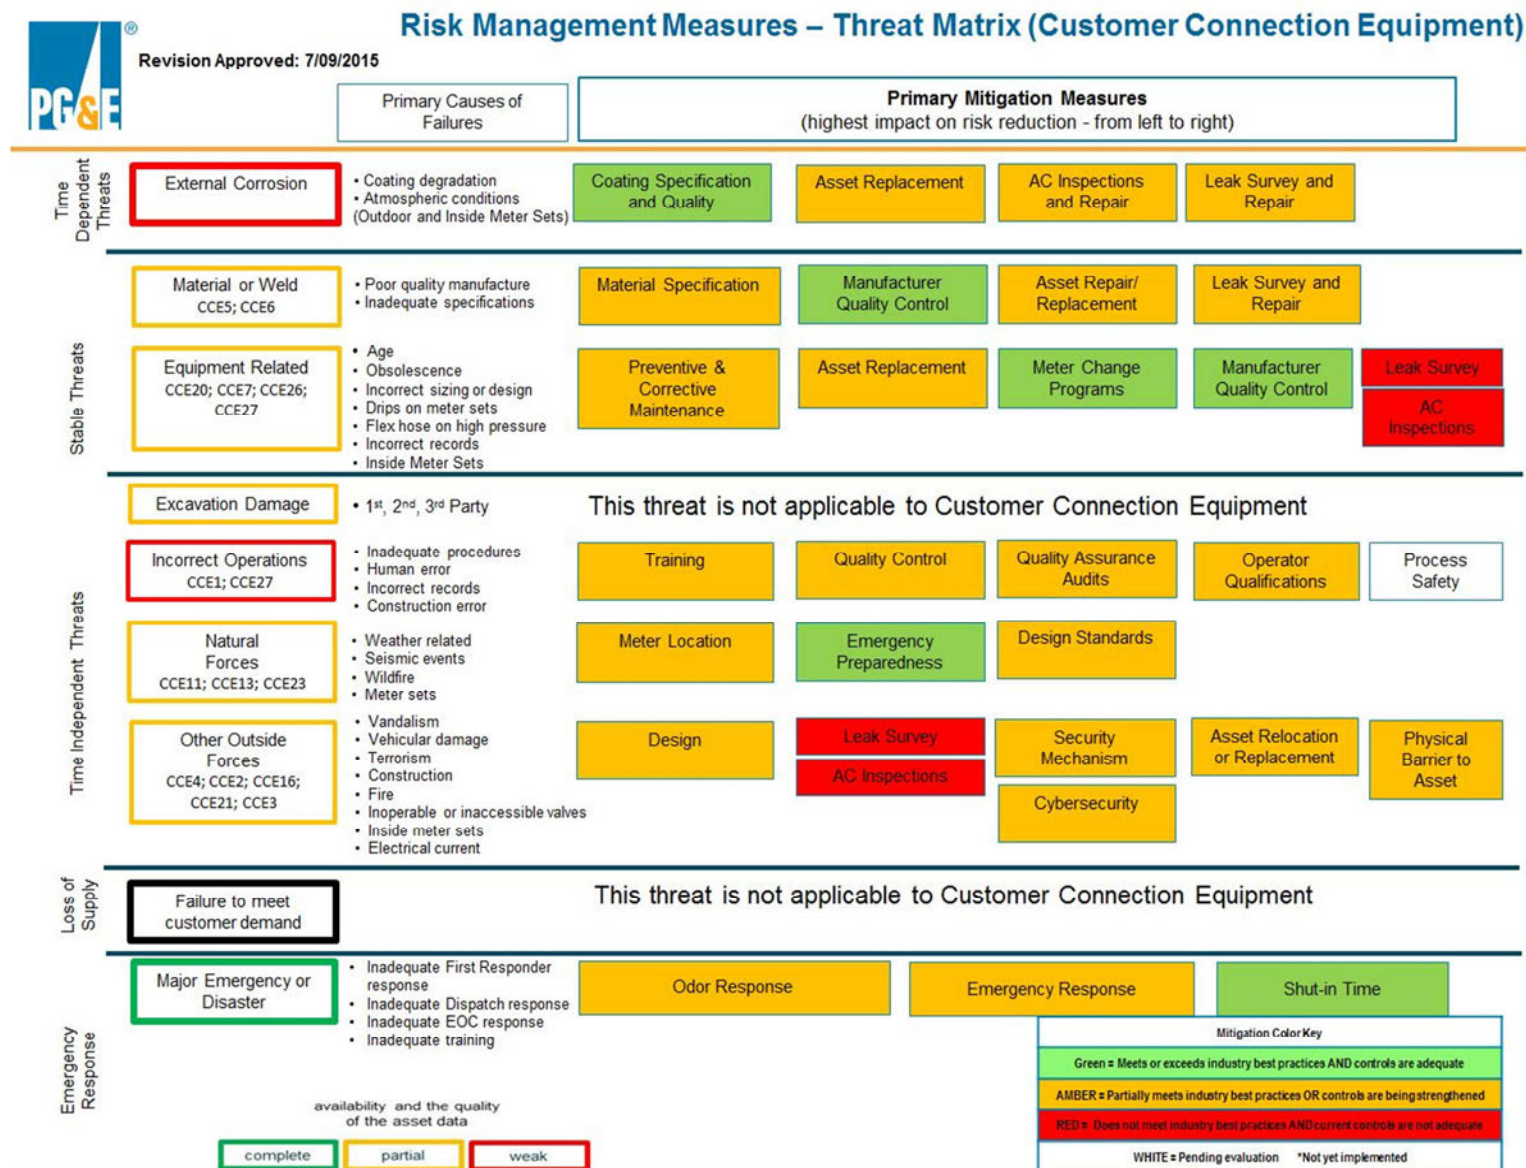 Risk Management Measures – Threat Matrix (Customer Connection Equipment)
PG&E
®
Revision Approved: 7/09/2015
Primary Causes of
Failures
Primary Mitigation Measures
(highest impact on risk reduction - from left to right)
Time
Dependent
Threats
External Corrosion
• Coating degradation
• Atmospheric conditions
(Outdoor and Inside Meter Sets)
Coating Specification
and Quality
Asset Replacement
AC Inspections
and Repair
Leak Survey and
Repair
Stable Threats
Material or Weld
CCE5; CCE6
• Poor quality manufacture
• Inadequate specifications
Material Specification
Manufacturer
Quality Control
Asset Repair/
Replacement
Leak Survey and
Repair
Equipment Related
CCE20; CCE7; CCE26;
CCE27
• Age
• Obsolescence
• Incorrect sizing or design
• Drips on meter sets
• Flex hose on high pressure
• Incorrect records
• Inside Meter Sets
Preventive &
Corrective
Maintenance
Asset Replacement
Meter Change
Programs
Manufacturer
Quality Control
Leak Survey
AC
Inspections
Time Independent Threats
Excavation Damage
• 1st, 2nd, 3rd Party
This threat is not applicable to Customer Connection Equipment
Incorrect Operations
CCE1; CCE27
• Inadequate procedures
• Human error
• Incorrect records
• Construction error
Training
Quality Control
Quality Assurance
Audits
Operator
Qualifications
Process
Safety
Natural
Forces
CCE11; CCE13; CCE23
• Weather related
• Seismic events
• Wildfire
• Meter sets
Meter Location
Emergency
Preparedness
Design Standards
Other Outside
Forces
CCE4; CCE2; CCE16;
CCE21; CCE3
• Vandalism
• Vehicular damage
• Terrorism
• Construction
• Fire
• Inoperable or inaccessible valves
• Inside meter sets
• Electrical current
Design
Leak Survey
AC Inspections
Security
Mechanism
Cybersecurity
Asset Relocation
or Replacement
Physical
Barrier to
Asset
Loss of
Supply
Failure to meet
customer demand
This threat is not applicable to Customer Connection Equipment
Emergency
Response
Major Emergency or
Disaster
• Inadequate First Responder
response
• Inadequate Dispatch response
• Inadequate EOC response
• Inadequate training
Odor Response
Emergency Response
Shut-in Time
Mitigation Color Key
Green = Meets or exceeds industry best practices AND controls are adequate
AMBER = Partially meets industry best practices OR controls are being strengthened
RED = Does not meet industry best practices AND current controls are not adequate
WHITE = Pending evaluation *Not yet implemented
availability and the quality
of the asset data
complete
partial
weak